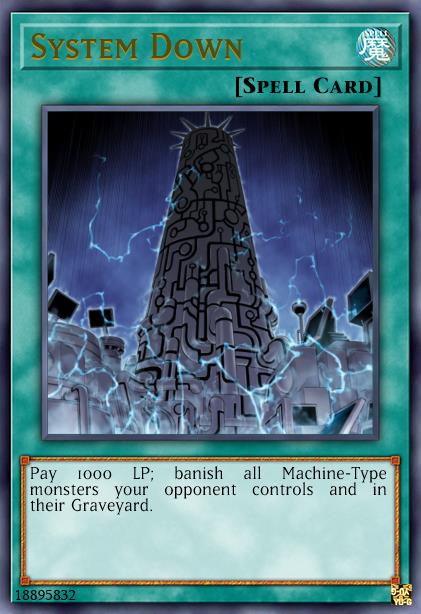 System Down
SPELL
魔
[Spell Card]
Pay 1000 LP; banish all Machine-Type
monsters your opponent controls and in
their Graveyard.
18895832